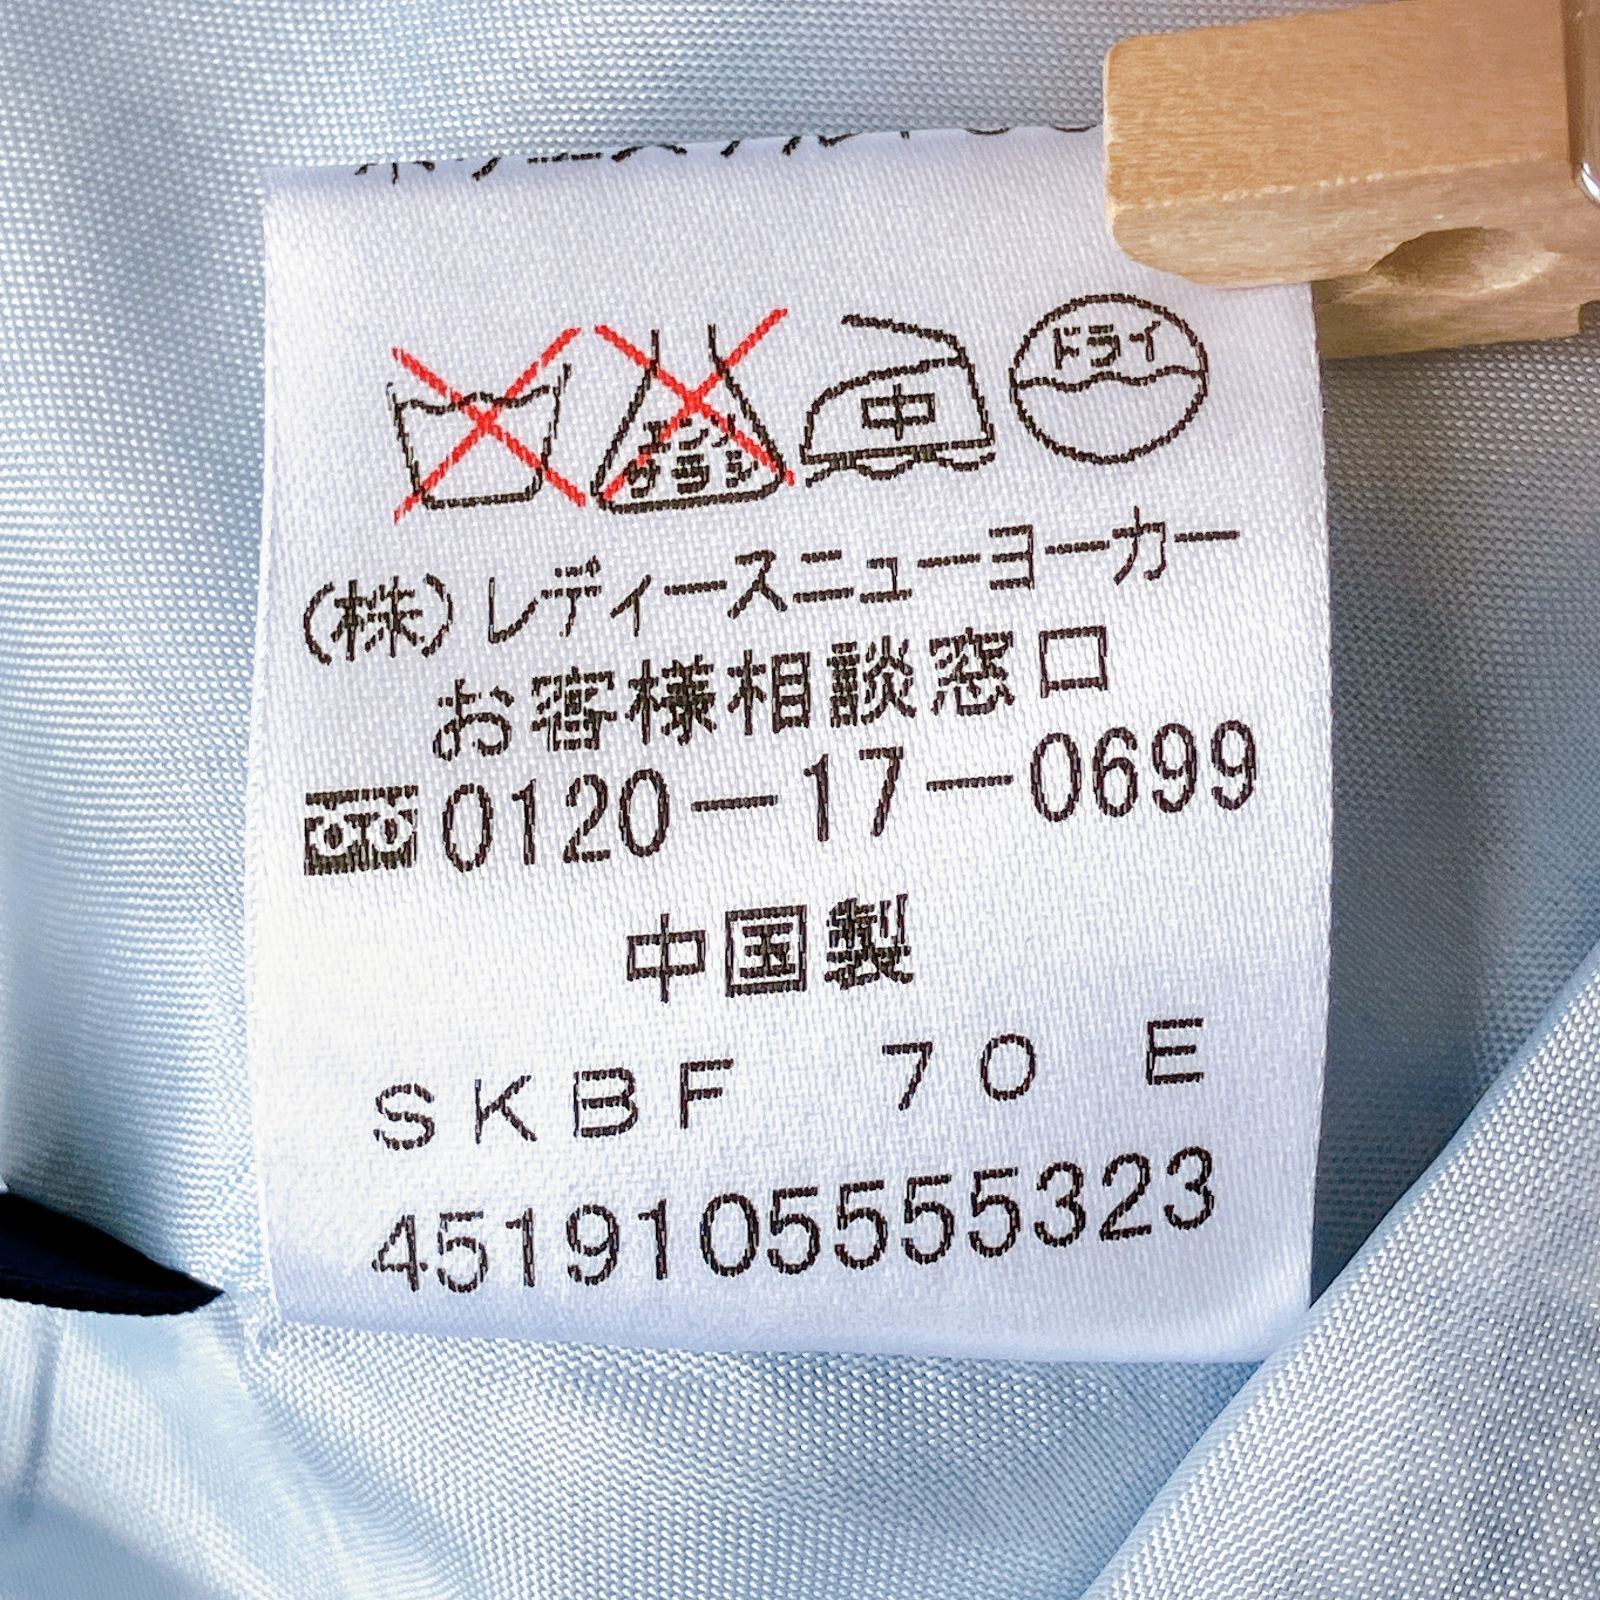 ドライ
中
エンソ
サラシ
(株)レディースニューヨーカー
お客様相談窓口
0120-17-0699
中国製
SKBF 70 E
4519105555323